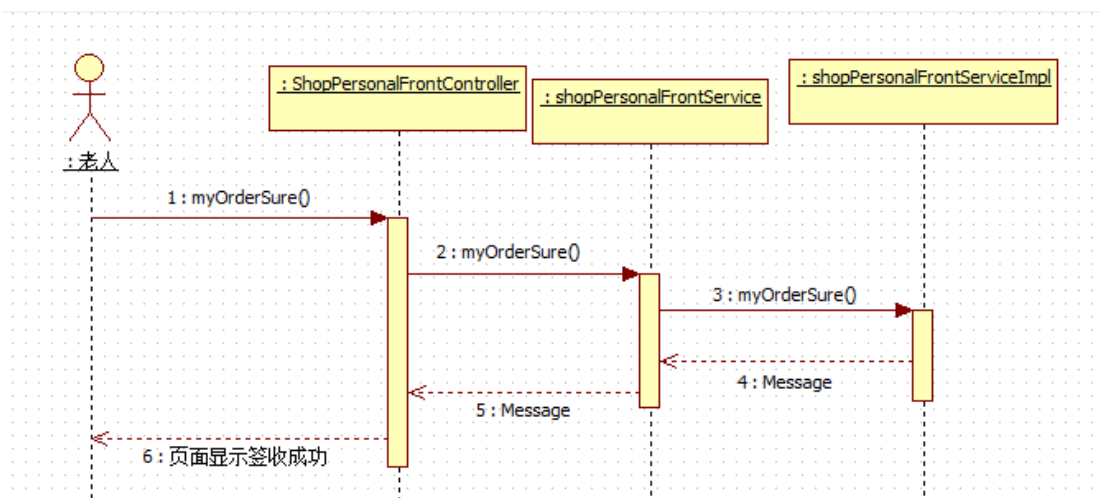 : ShopPersonalFrontController
: shopPersonalFrontService
: shopPersonalFrontServiceImpl
: 老人
1 : myOrderSure()
2 : myOrderSure()
3 : myOrderSure()
4 : Message
5 : Message
6 : 页面显示签收成功